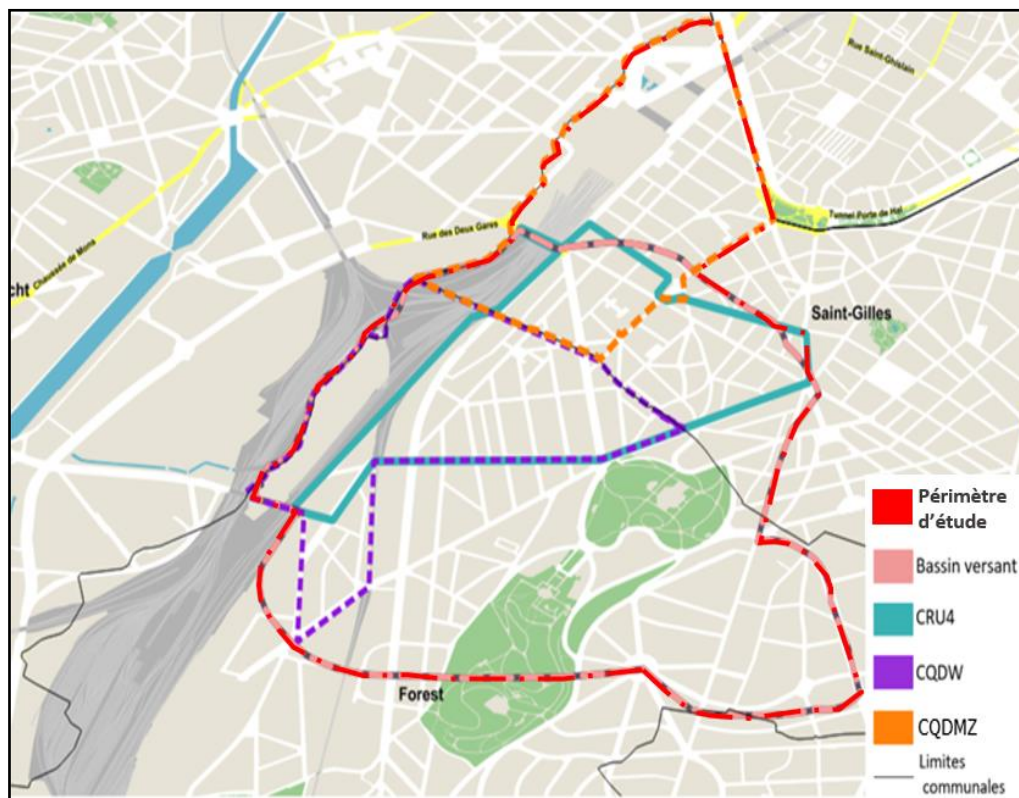 Rue Saint-Ghislain
Tunnel Porte de Hal
Rue des Deux Gares
Chaussée de Mons
cht
Saint-Gilles
Forest
Périmètre
d'étude
Bassin versant
CRU4
CQDW
CQDMZ
Limites
communales